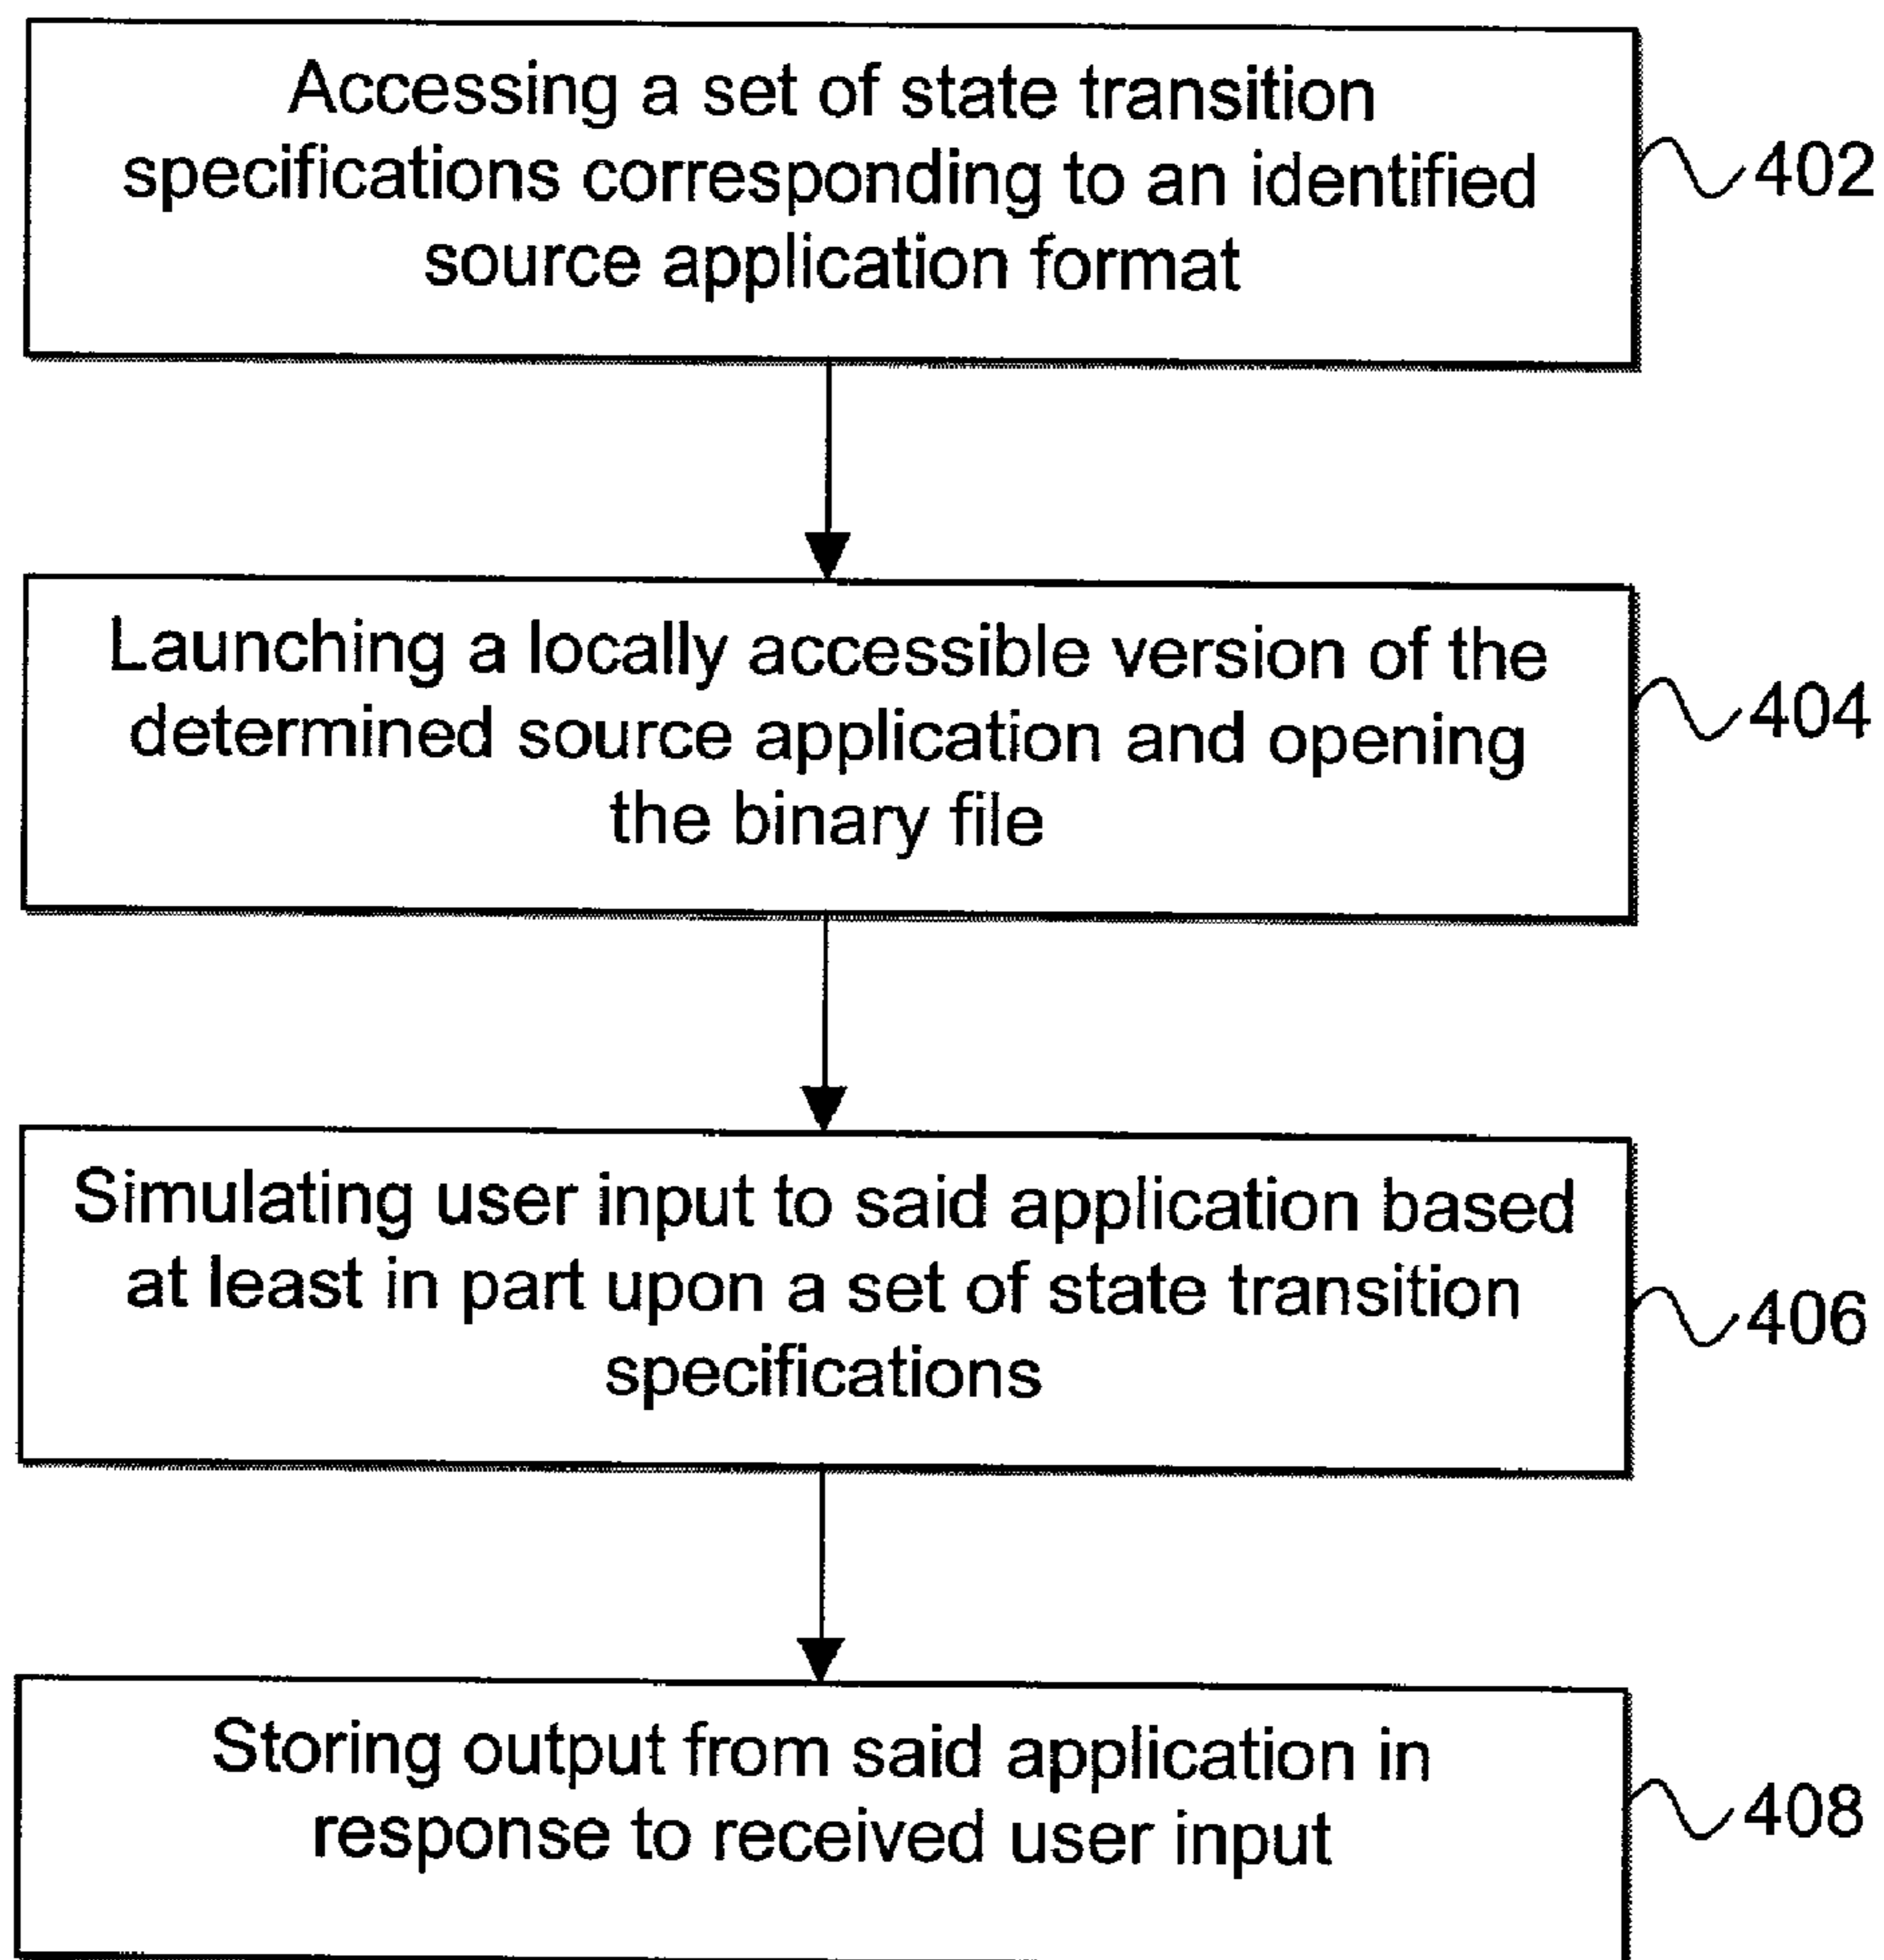 Accessing a set of state transition
specifications corresponding to an identified
source application format
402
Launching a locally accessible version of the
determined source application and opening
the binary file
404
Simulating user input to said application based
at least in part upon a set of state transition
specifications
406
Storing output from said application in
response to received user input
408